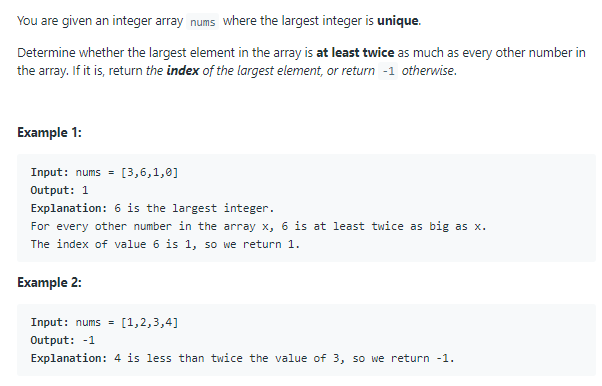 You are given an integer array nums where the largest integer is unique.
Determine whether the largest element in the array is at least twice as much as every other number in
the array. If it is, return the index of the largest element, or return -1 otherwise.
Example 1:
Input: nums = [3,6,1,0]
Output: 1
Explanation: 6 is the largest integer.
For every other number in the array x, 6 is at least twice as big as x.
The index of value 6 is 1, so we return 1.
Example 2:
Input: nums = [1,2,3,4]
Output: -1
Explanation: 4 is less than twice the value of 3, so we return -1.